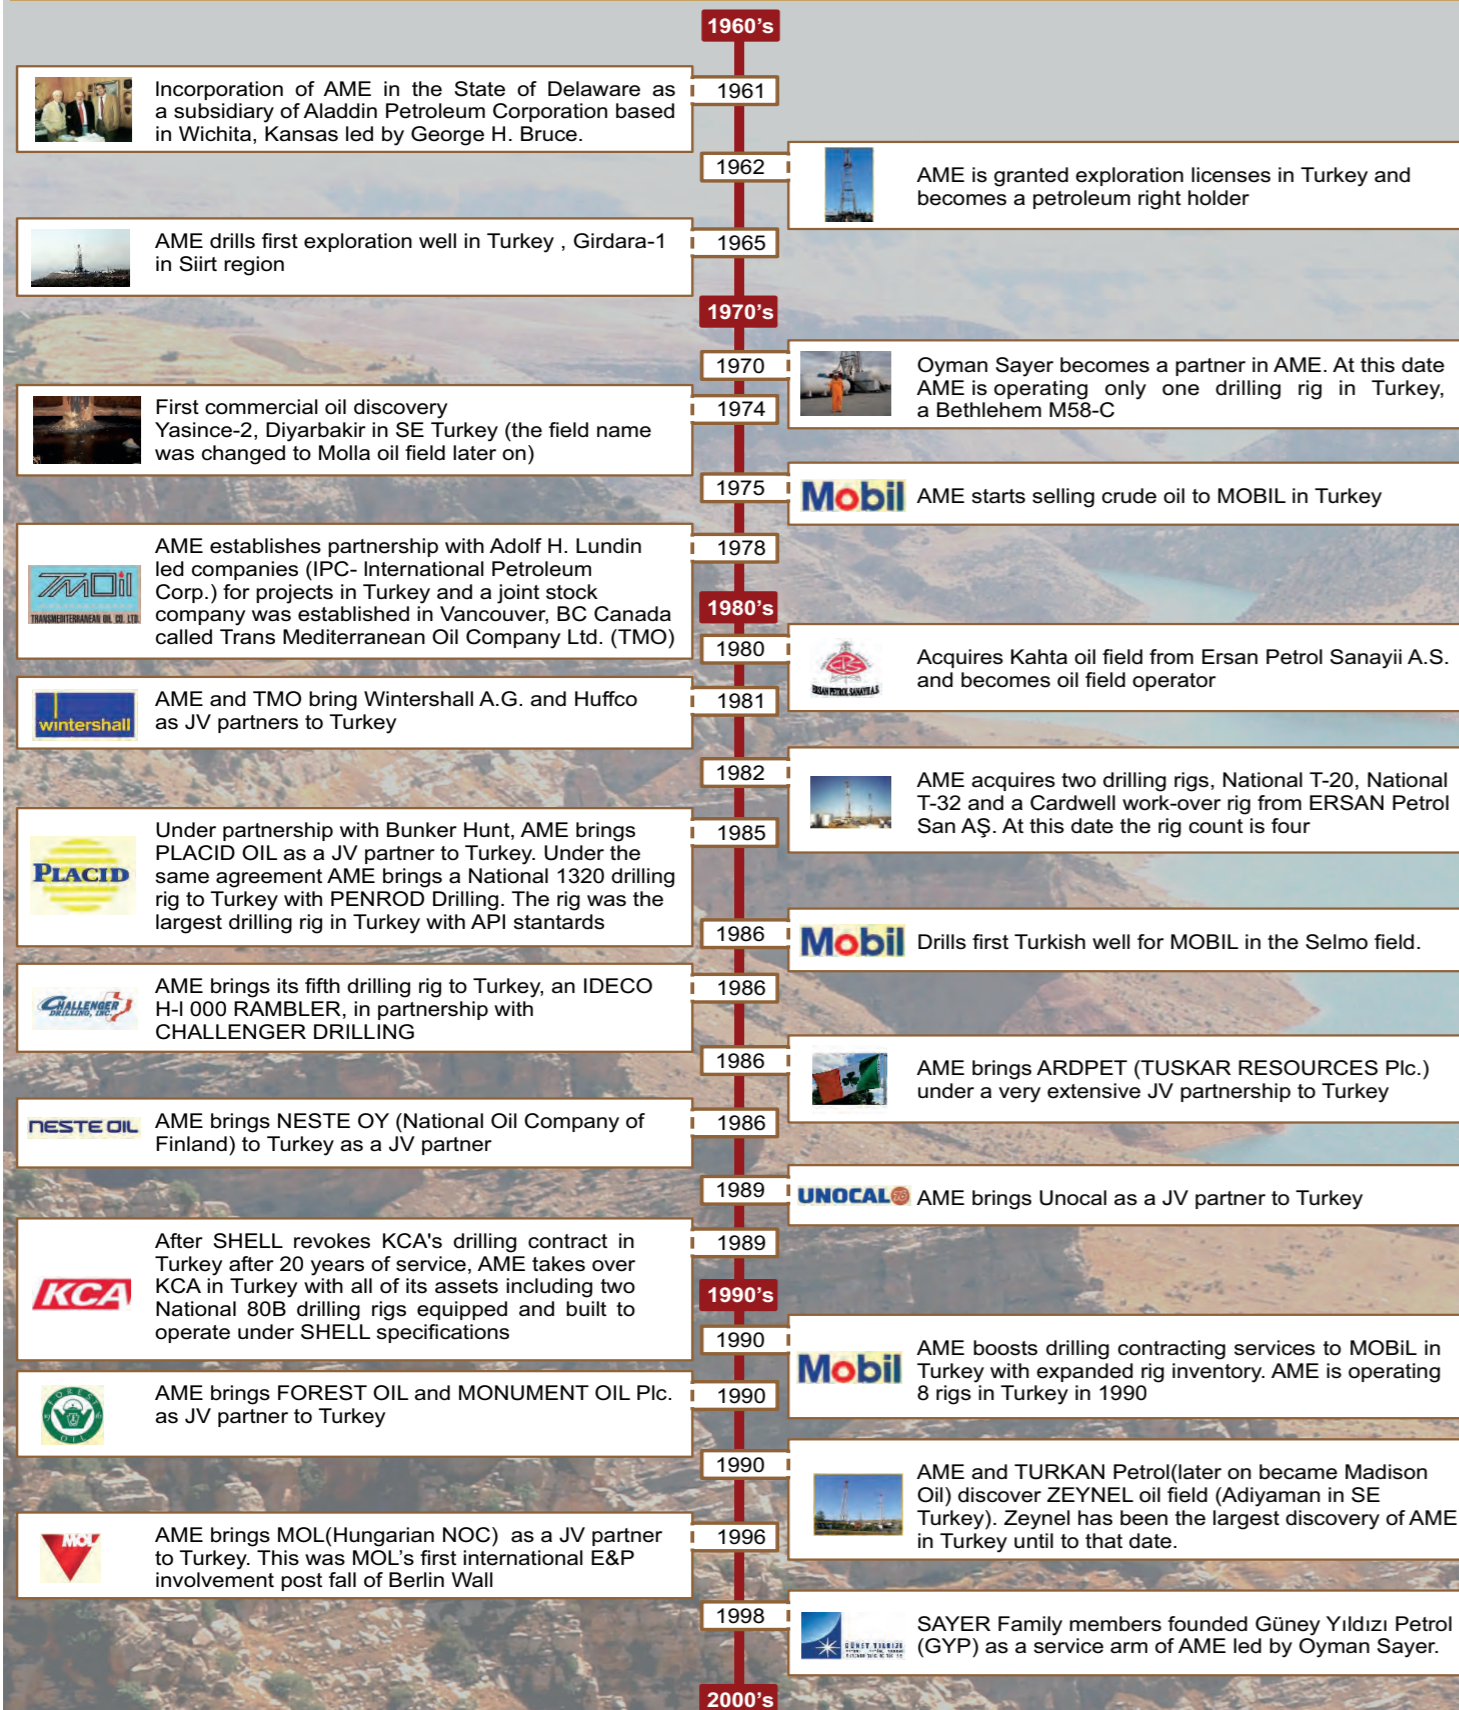 1960's
1961
Incorporation of AME in the State of Delaware as
a subsidiary of Aladdin Petroleum Corporation based
in Wichita, Kansas led by George H. Bruce.
1962
AME is granted exploration licenses in Turkey and
becomes a petroleum right holder
1965
AME drills first exploration well in Turkey , Girdara-1
in Siirt region
1970's
1970
Oyman Sayer becomes a partner in AME. At this date
AME is operating only one drilling rig in Turkey,
a Bethlehem M58-C
1974
First commercial oil discovery
Yasince-2, Diyarbakir in SE Turkey (the field name
was changed to Molla oil field later on)
1975
Mobil
AME starts selling crude oil to MOBIL in Turkey
1978
TMOil
TRANSMEDITERRANEAN OIL CO. LTD.
AME establishes partnership with Adolf H. Lundin
led companies (IPC- International Petroleum
Corp.) for projects in Turkey and a joint stock
company was established in Vancouver, BC Canada
called Trans Mediterranean Oil Company Ltd. (TMO)
1980's
1980
ERSAN PETROL SANAYII A.S.
Acquires Kahta oil field from Ersan Petrol Sanayii A.S.
and becomes oil field operator
1981
wintershall
AME and TMO bring Wintershall A.G. and Huffco
as JV partners to Turkey
1982
AME acquires two drilling rigs, National T-20, National
T-32 and a Cardwell work-over rig from ERSAN Petrol
San AŞ. At this date the rig count is four
1985
PLACID
Under partnership with Bunker Hunt, AME brings
PLACID OIL as a JV partner to Turkey. Under the
same agreement AME brings a National 1320 drilling
rig to Turkey with PENROD Drilling. The rig was the
largest drilling rig in Turkey with API stantards
1986
Mobil
Drills first Turkish well for MOBIL in the Selmo field.
1986
CHALLENGER
DRILLING, INC.
AME brings its fifth drilling rig to Turkey, an IDECO
H-I 000 RAMBLER, in partnership with
CHALLENGER DRILLING
1986
AME brings ARDPET (TUSKAR RESOURCES Plc.)
under a very extensive JV partnership to Turkey
1986
NESTE OIL
AME brings NESTE OY (National Oil Company of
Finland) to Turkey as a JV partner
1989
UNOCAL 76
AME brings Unocal as a JV partner to Turkey
1989
KCA
After SHELL revokes KCA's drilling contract in
Turkey after 20 years of service, AME takes over
KCA in Turkey with all of its assets including two
National 80B drilling rigs equipped and built to
operate under SHELL specifications
1990's
1990
Mobil
AME boosts drilling contracting services to MOBiL in
Turkey with expanded rig inventory. AME is operating
8 rigs in Turkey in 1990
1990
FOREST
OIL
AME brings FOREST OIL and MONUMENT OIL Plc.
as JV partner to Turkey
1990
AME and TURKAN Petrol(later on became Madison
Oil) discover ZEYNEL oil field (Adiyaman in SE
Turkey). Zeynel has been the largest discovery of AME
in Turkey until to that date.
1996
MOL
AME brings MOL(Hungarian NOC) as a JV partner
to Turkey. This was MOL's first international E&P
involvement post fall of Berlin Wall
1998
GÜNEY YILDIZI
SAYER Family members founded Güney Yıldızı Petrol
(GYP) as a service arm of AME led by Oyman Sayer.
2000's